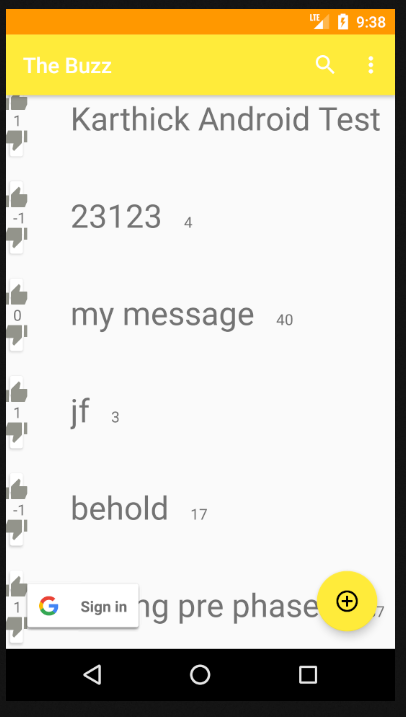 LTE 9:38
The Buzz
1
Karthick Android Test
-1
23123 4
0
my message 40
1
jf 3
-1
behold 17
1
Sign in
pre phase